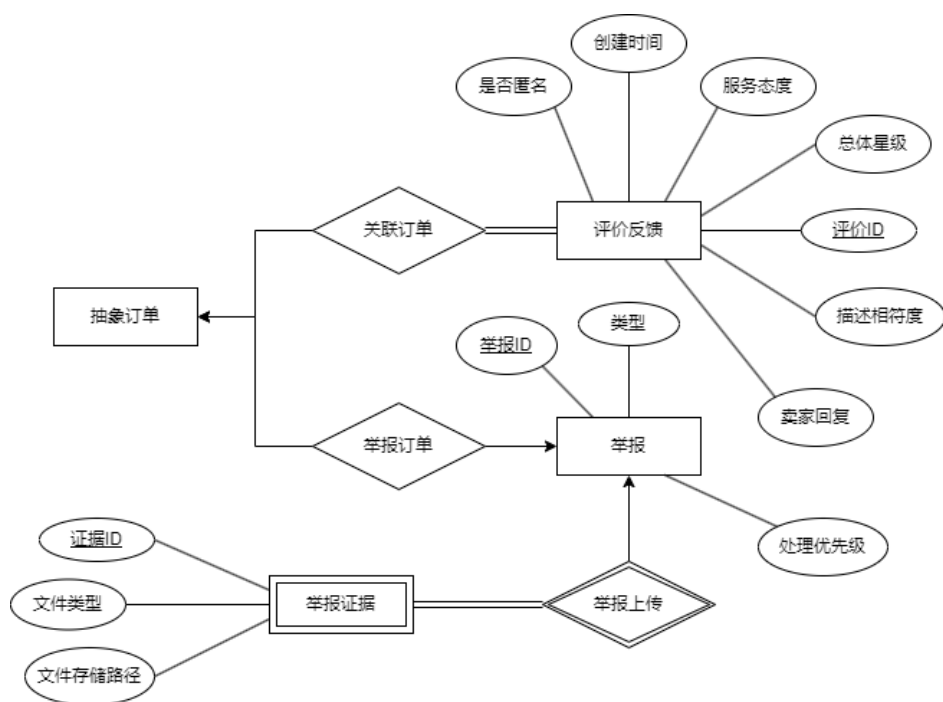 创建时间
是否匿名
服务态度
总体星级
关联订单
评价反馈
评价ID
抽象订单
描述相符度
类型
举报ID
卖家回复
举报订单
举报
证据ID
处理优先级
文件类型
举报证据
举报上传
文件存储路径